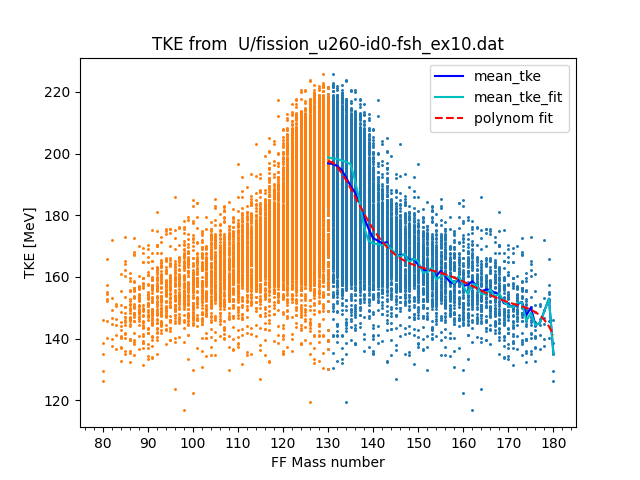 TKE from  U/fission_u260-id0-fsh_ex10.dat
mean_tke
mean_tke_fit
polynom fit
TKE [MeV]
220
200
180
160
140
120
80 90 100 110 120 130 140 150 160 170 180
FF Mass number